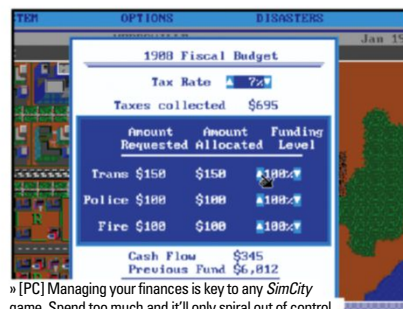 TEM OPTIONS DISASTERS
Jan 19
1908 Fiscal Budget
Tax Rate 7%
Taxes collected $695
Amount Requested Amount Allocated Funding Level
Trans $150 $150 100%
Police $100 $100 100%
Fire $100 $100 100%
Cash Flow $345
Previous Fund $6,012
» [PC] Managing your finances is key to any SimCity
game. Spend too much and it'll only spiral out of control.